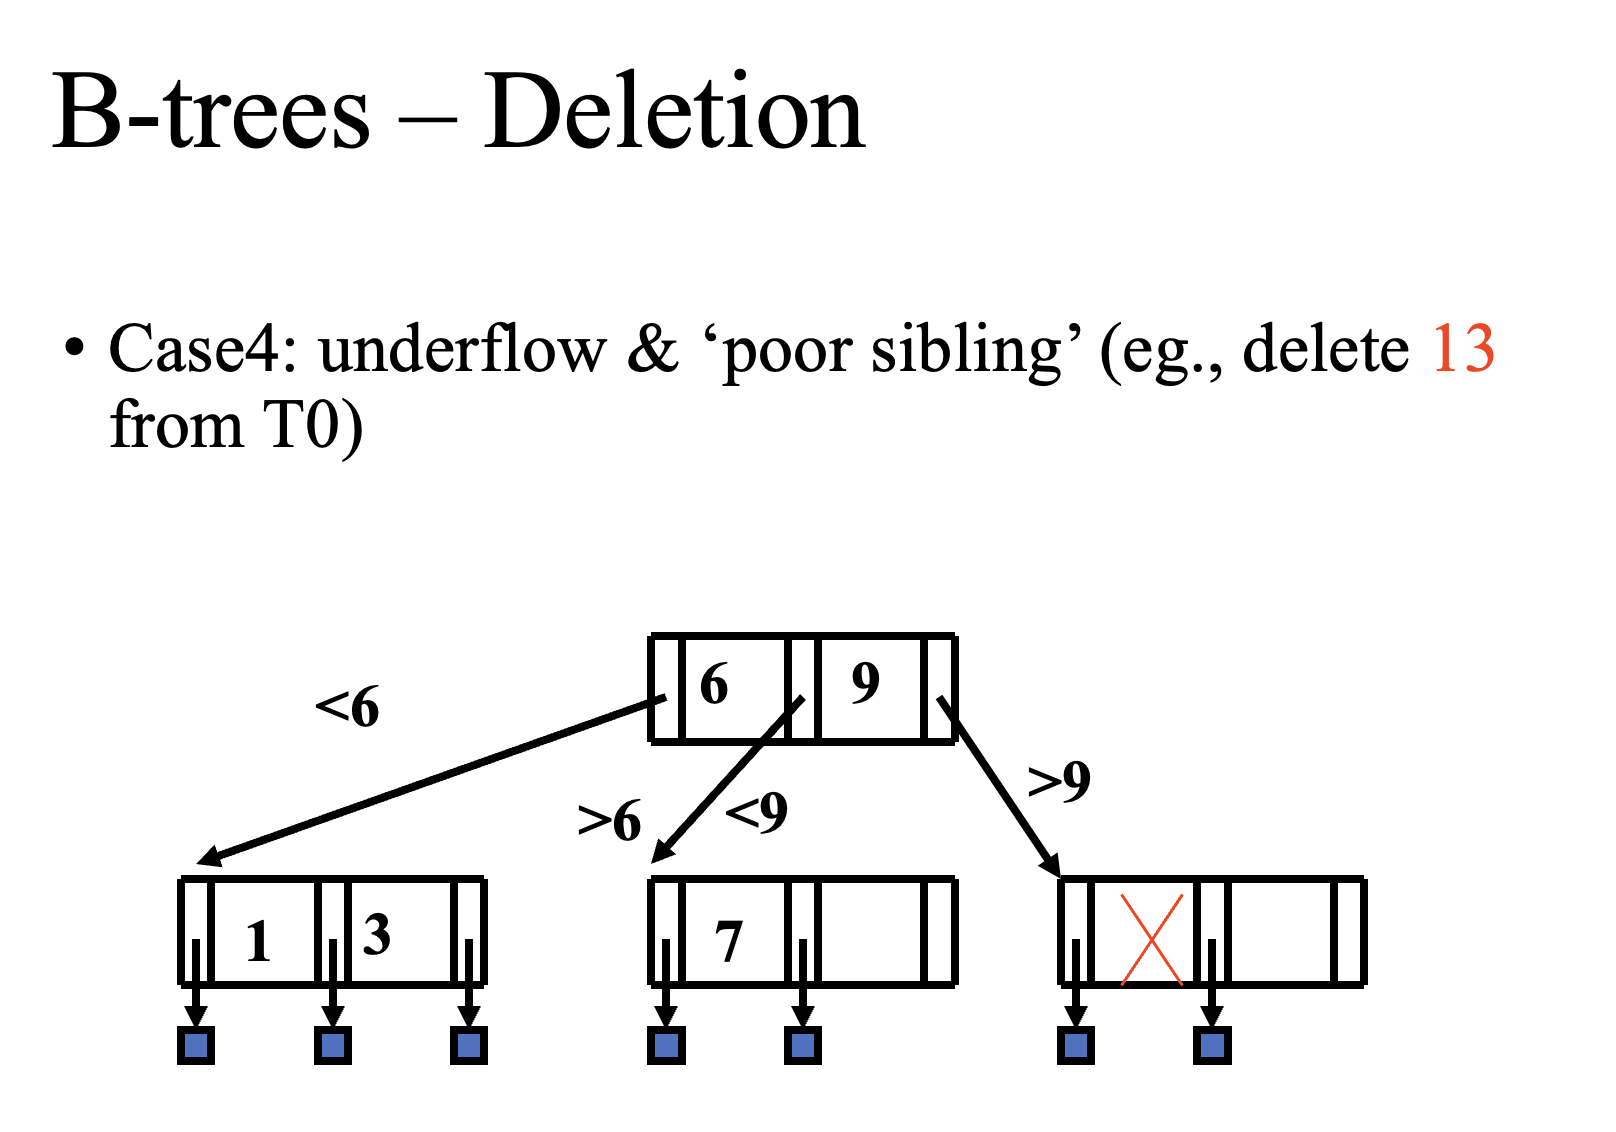 B-trees – Deletion
• Case4: underflow & ‘poor sibling’ (eg., delete 13
from T0)
6 9
<6
>9
>6 <9
1 3 7